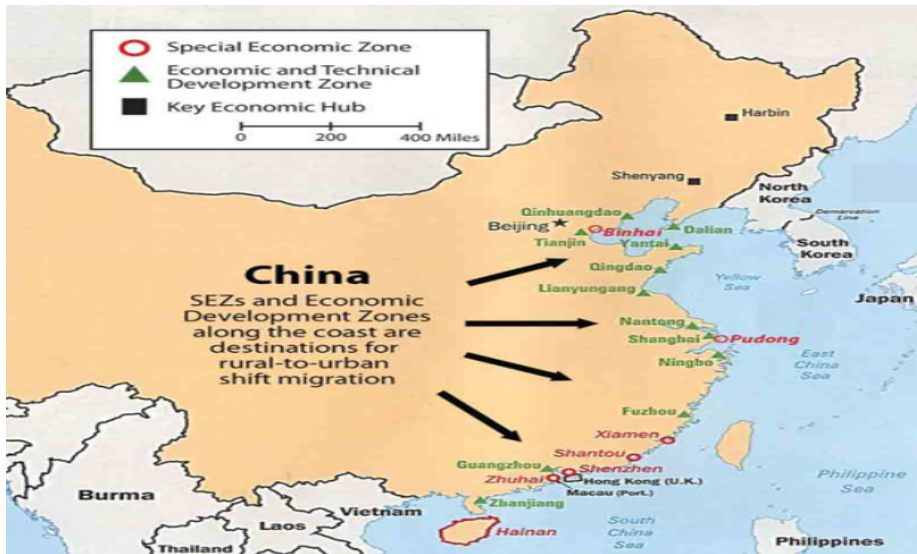 Special Economic Zone
Economic and Technical
Development Zone
Key Economic Hub
0 200 400 Miles
Harbin
Shenyang
North
Korea
Demarcation Line
South
Korea
Japan
Qinhuangdao
Beijing
Binhai
Dalian
Tianjin
Yantai
China
SEZs and Economic
Development Zones
along the coast are
destinations for
rural-to-urban
shift migration
Qingdao
Yellow
Sea
Lianyungang
Nantong
Shanghai
Pudong
Ningbo
East
China
Sea
Fuzhou
Xiamen
Shantou
Guangzhou
Shenzhen
Zhuhai
Hong Kong (U.K.)
Macau (Port.)
Philippine
Sea
Burma
Vietnam
Zhanjiang
Laos
Hainan
South
China
Sea
Thailand
Philippines